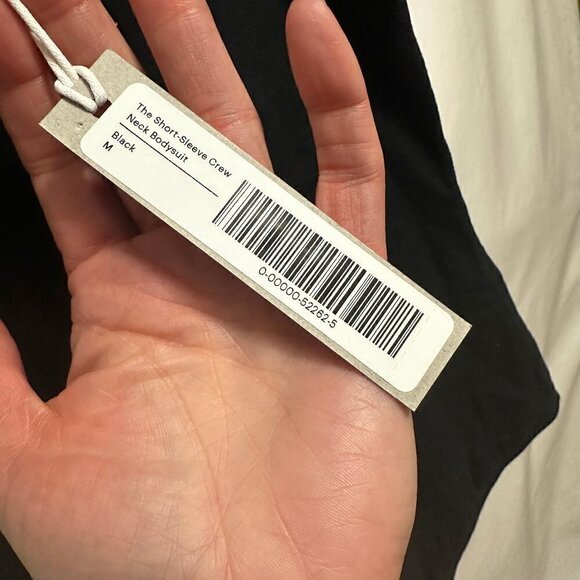 The Short-Sleeve Crew
Neck Bodysuit
Black
M
0-00000-52262-5